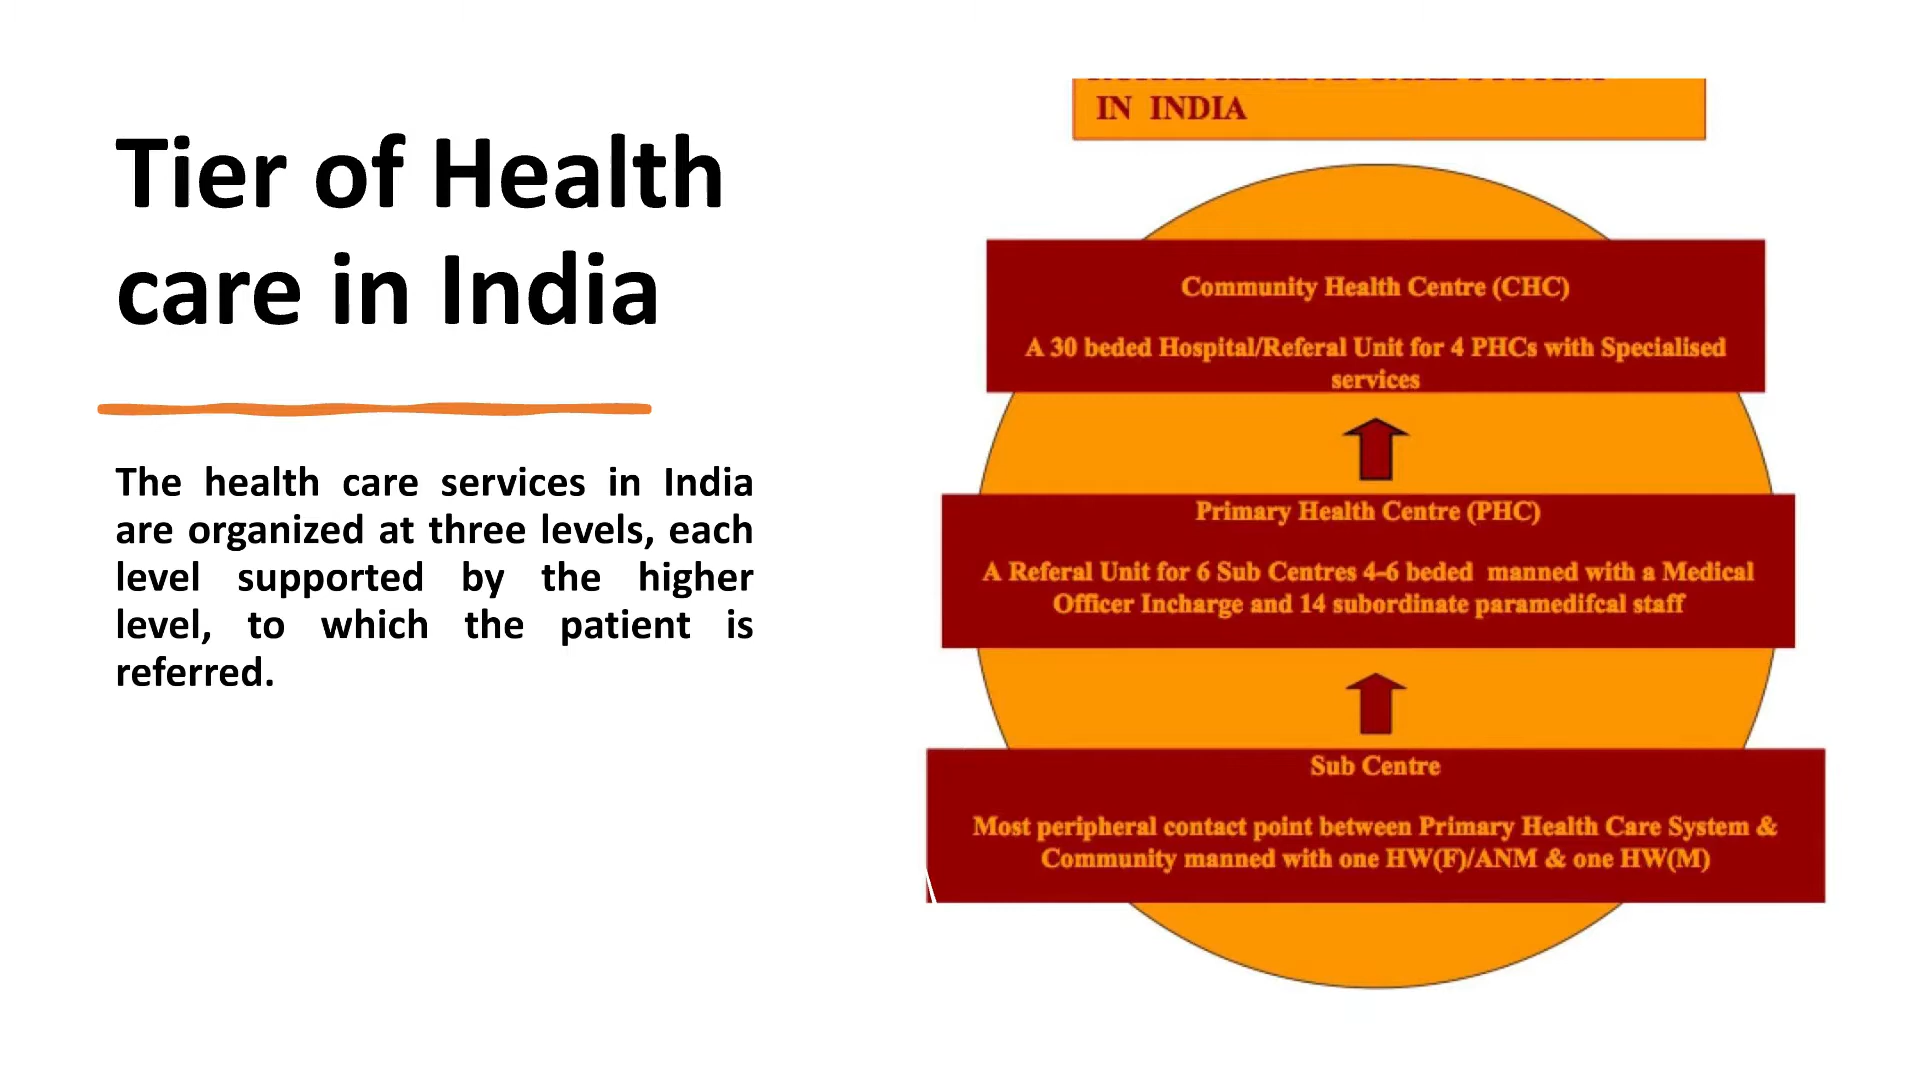 Tier of Health
care in India
The health care services in India
are organized at three levels, each
level supported by the higher
level, to which the patient is
referred.
IN INDIA
Community Health Centre (CHC)
A 30 beded Hospital/Referal Unit for 4 PHCs with Specialised
services
Primary Health Centre (PHC)
A Referal Unit for 6 Sub Centres 4-6 beded manned with a Medical
Officer Incharge and 14 subordinate paramedifcal staff
Sub Centre
Most peripheral contact point between Primary Health Care System &
Community manned with one HW(F)/ANM & one HW(M)